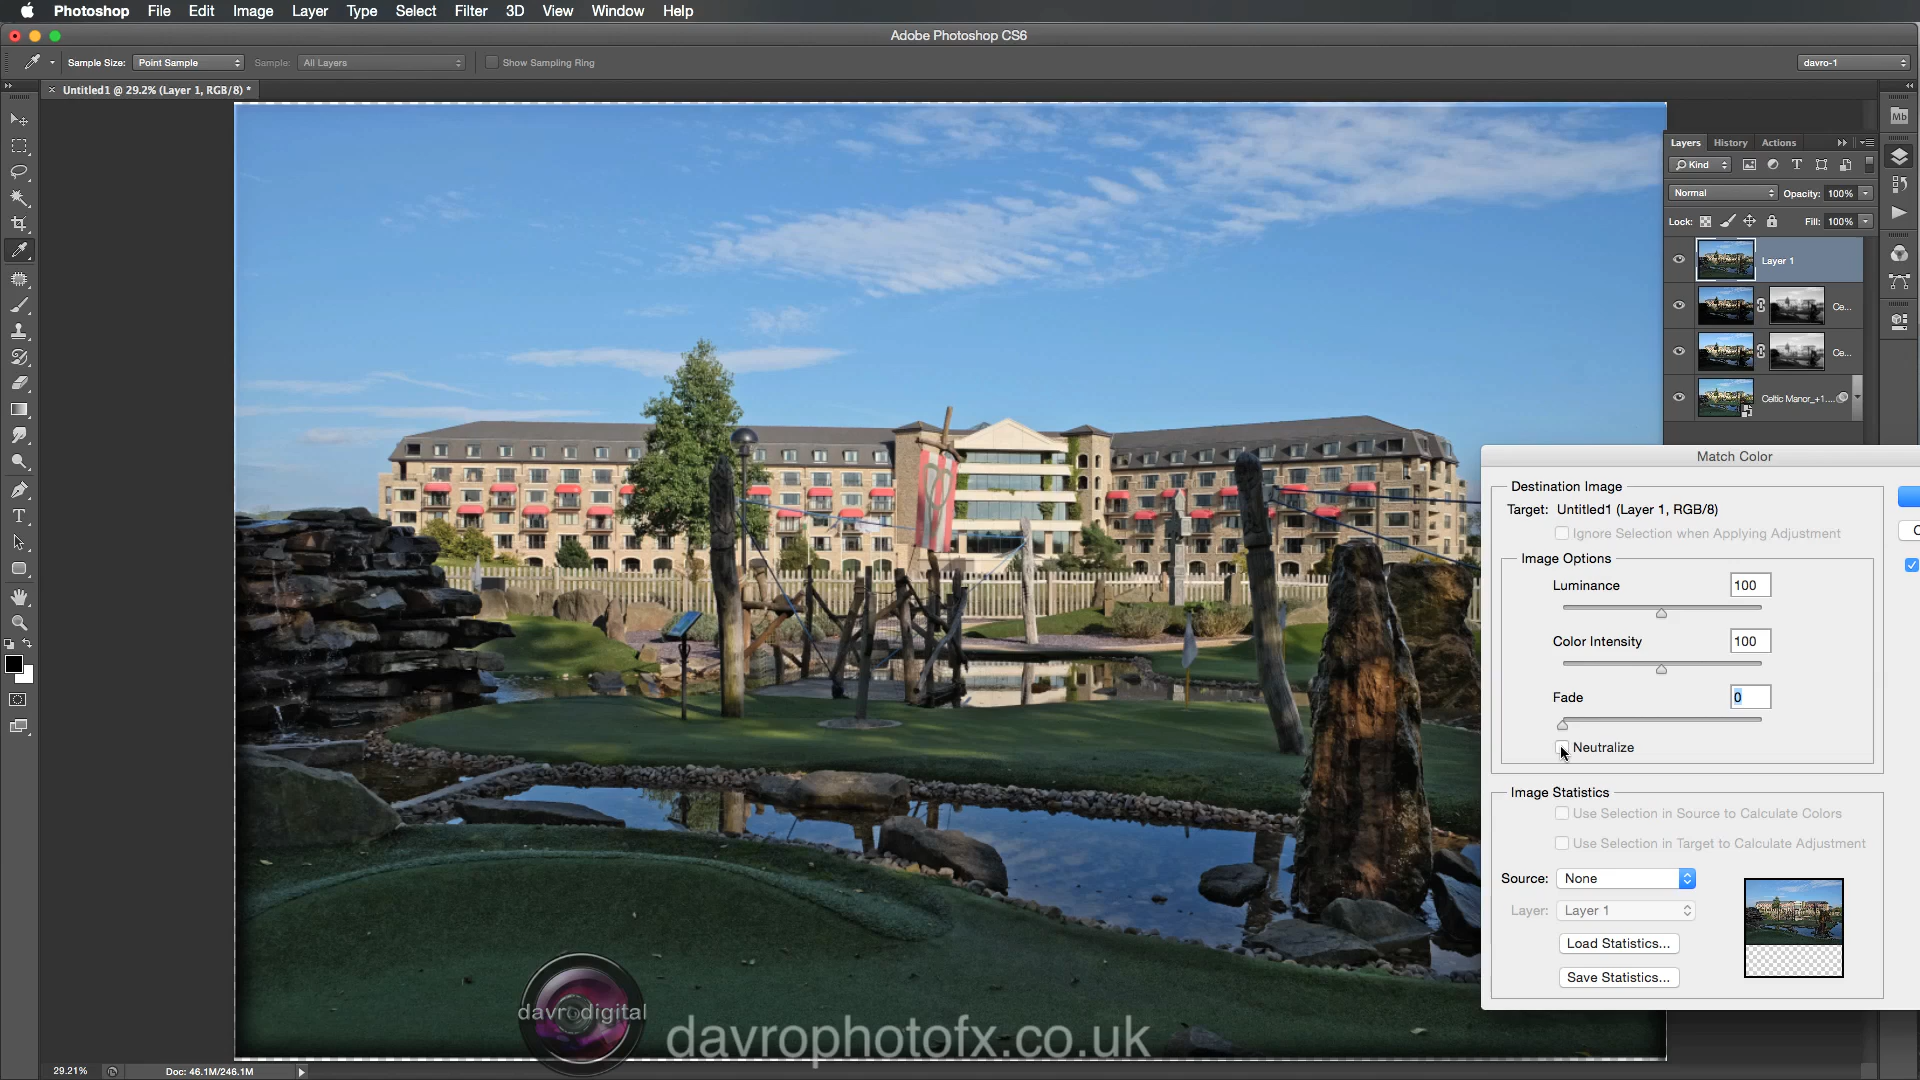 Photoshop File Edit Image Layer Type Select Filter 3D View Window Help
Adobe Photoshop CS6
Sample Size: Point Sample Sample: All Layers Show Sampling Ring davro-1
Untitled1 @ 29.2% (Layer 1, RGB/8) *
Mb
Layers History Actions
Kind
Normal Opacity: 100%
Lock: Fill: 100%
Layer 1
Ce...
Ce...
Celtic Manor_+1....
Match Color
Destination Image
Target: Untitled1 (Layer 1, RGB/8)
Ignore Selection when Applying Adjustment
Image Options
Luminance 100
Color Intensity 100
Fade 0
Neutralize
Image Statistics
Use Selection in Source to Calculate Colors
Use Selection in Target to Calculate Adjustment
Source: None
Layer: Layer 1
Load Statistics...
Save Statistics...
davro digital
davrophotofx.co.uk
29.21% Doc: 46.1M/246.1M